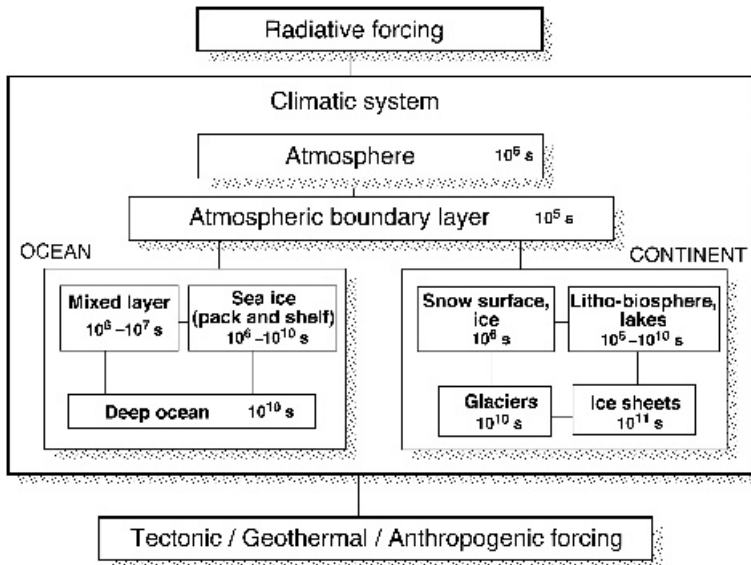 Radiative forcing
Climatic system
Atmosphere 10⁶ s
Atmospheric boundary layer 10⁵ s
OCEAN
Mixed layer
10⁶ – 10⁷ s
Sea ice
(pack and shelf)
10⁶ – 10¹⁰ s
Deep ocean 10¹⁰ s
CONTINENT
Snow surface,
ice
10⁶ s
Litho-biosphere,
lakes
10⁵ – 10¹⁰ s
Glaciers
10¹⁰ s
Ice sheets
10¹¹ s
Tectonic / Geothermal / Anthropogenic forcing